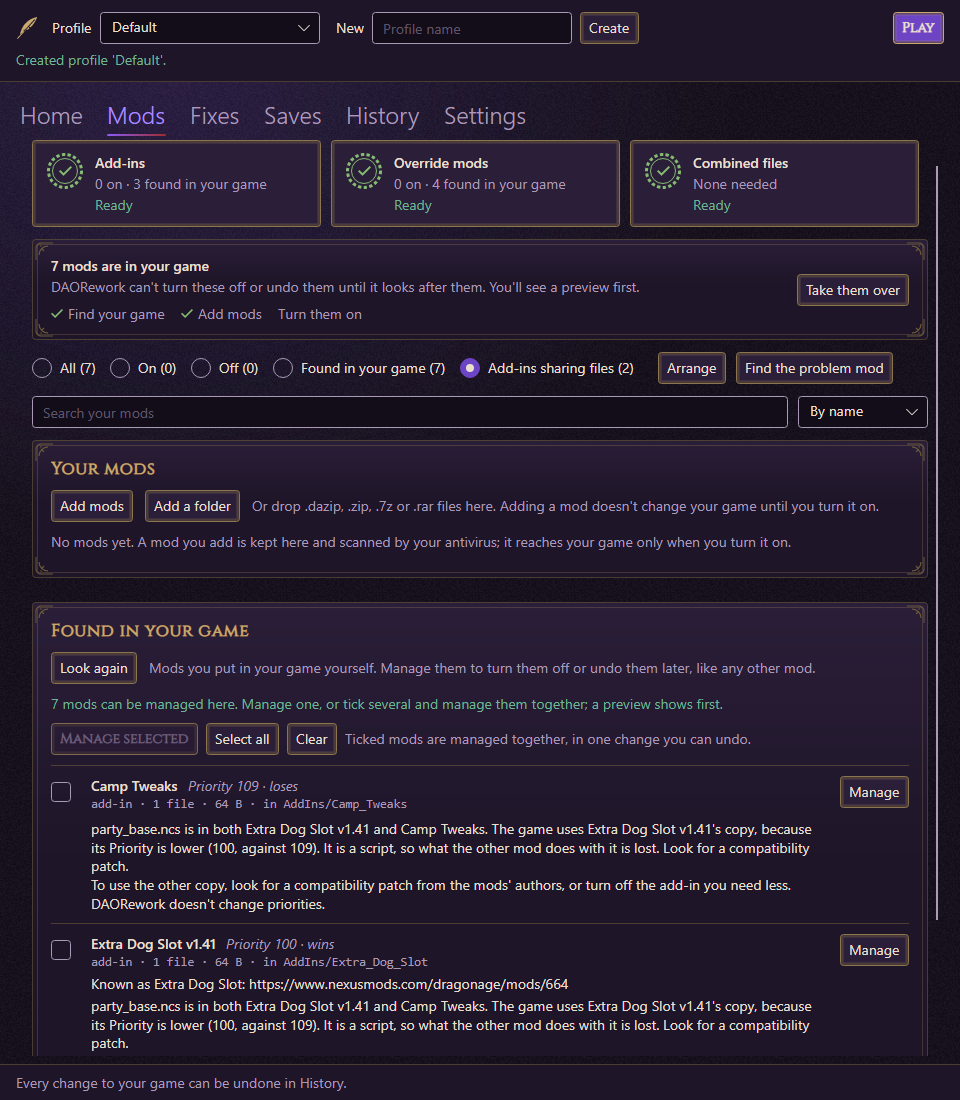 Profile Default New Profile name Create PLAY
Created profile 'Default'.
Home Mods Fixes Saves History Settings
Add-ins
0 on · 3 found in your game
Ready
Override mods
0 on · 4 found in your game
Ready
Combined files
None needed
Ready
7 mods are in your game
DAORework can't turn these off or undo them until it looks after them. You'll see a preview first.
Find your game Add mods Turn them on
Take them over
All (7) On (0) Off (0) Found in your game (7) Add-ins sharing files (2) Arrange Find the problem mod
Search your mods By name
Your mods
Add mods Add a folder Or drop .dazip, .zip, .7z or .rar files here. Adding a mod doesn't change your game until you turn it on.
No mods yet. A mod you add is kept here and scanned by your antivirus; it reaches your game only when you turn it on.
Found in your game
Look again Mods you put in your game yourself. Manage them to turn them off or undo them later, like any other mod.
7 mods can be managed here. Manage one, or tick several and manage them together; a preview shows first.
Manage selected Select all Clear Ticked mods are managed together, in one change you can undo.
Camp Tweaks Priority 109 · loses
add-in · 1 file · 64 B · in AddIns/Camp_Tweaks
Manage
party_base.ncs is in both Extra Dog Slot v1.41 and Camp Tweaks. The game uses Extra Dog Slot v1.41's copy, because
its Priority is lower (100, against 109). It is a script, so what the other mod does with it is lost. Look for a compatibility
patch.
To use the other copy, look for a compatibility patch from the mods' authors, or turn off the add-in you need less.
DAORework doesn't change priorities.
Extra Dog Slot v1.41 Priority 100 · wins
add-in · 1 file · 64 B · in AddIns/Extra_Dog_Slot
Manage
Known as Extra Dog Slot: https://www.nexusmods.com/dragonage/mods/664
party_base.ncs is in both Extra Dog Slot v1.41 and Camp Tweaks. The game uses Extra Dog Slot v1.41's copy, because
its Priority is lower (100, against 109). It is a script, so what the other mod does with it is lost. Look for a compatibility
patch.
Every change to your game can be undone in History.